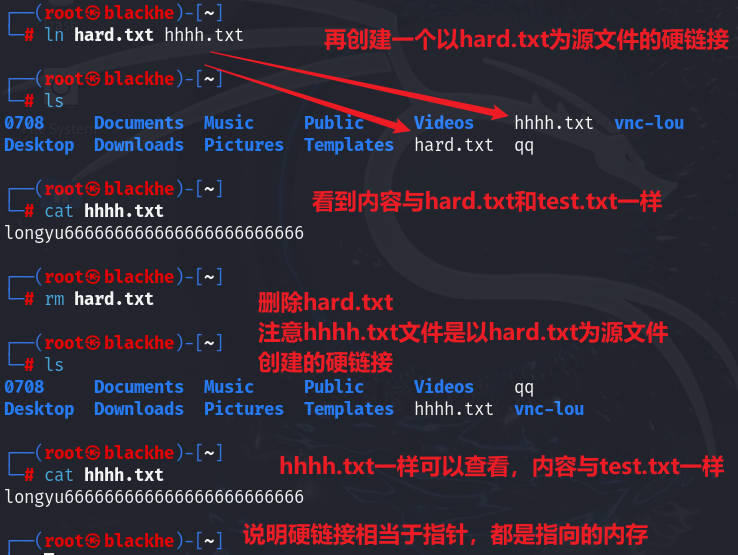 ┌──(root㉿blackhe)-[~]
└─# ln hard.txt hhhh.txt
再创建一个以hard.txt为源文件的硬链接
┌──(root㉿blackhe)-[~]
└─# ls
0708 Documents Music Public Videos hhhh.txt vnc-lou
Desktop Downloads Pictures Templates hard.txt qq
┌──(root㉿blackhe)-[~]
└─# cat hhhh.txt
看到内容与hard.txt和test.txt一样
longyu666666666666666666666666
┌──(root㉿blackhe)-[~]
└─# rm hard.txt
删除hard.txt
注意hhhh.txt文件是以hard.txt为源文件
创建的硬链接
┌──(root㉿blackhe)-[~]
└─# ls
0708 Documents Music Public Videos qq
Desktop Downloads Pictures Templates hhhh.txt vnc-lou
┌──(root㉿blackhe)-[~]
└─# cat hhhh.txt
hhhh.txt一样可以查看，内容与test.txt一样
longyu666666666666666666666666
┌──(root㉿blackhe)-[~]
说明硬链接相当于指针，都是指向的内存